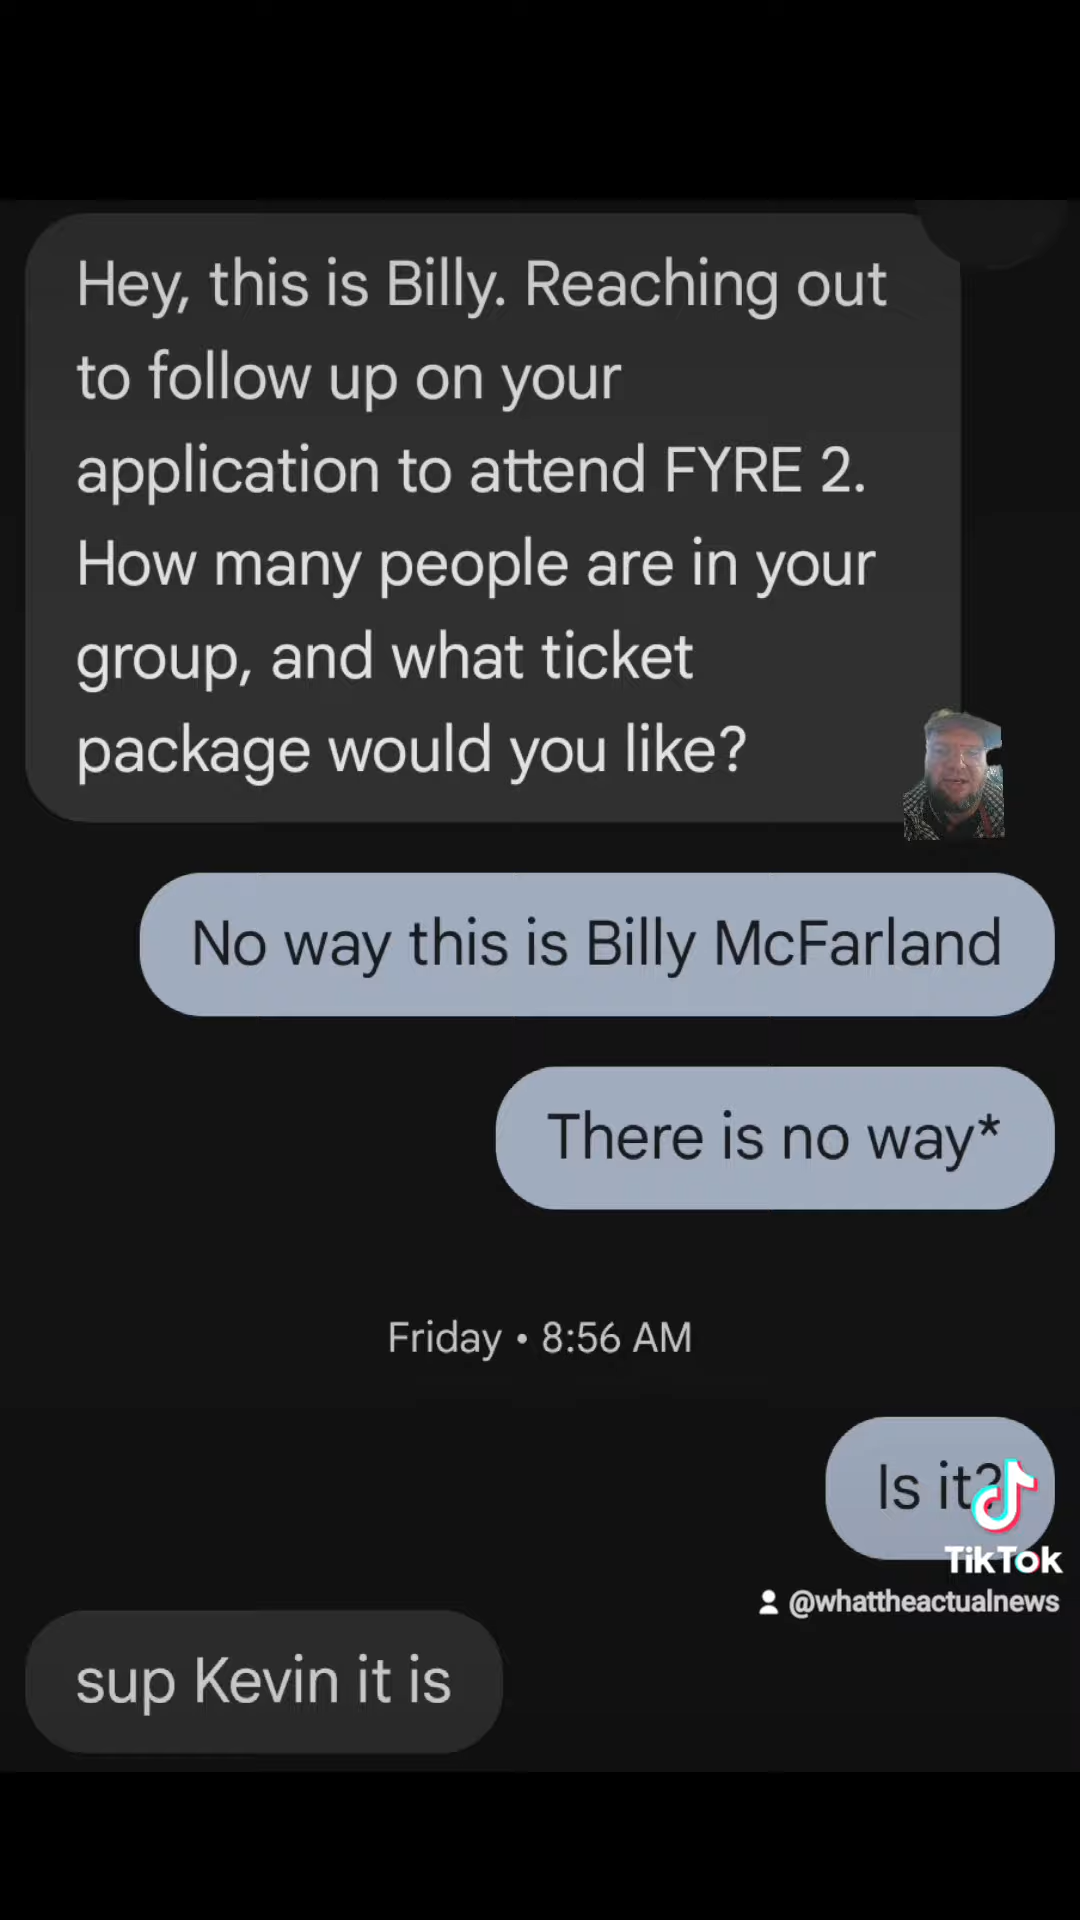 Hey, this is Billy. Reaching out
to follow up on your
application to attend FYRE 2.
How many people are in your
group, and what ticket
package would you like?
No way this is Billy McFarland
There is no way*
Friday • 8:56 AM
Is it?
TikTok
@whattheactualnews
sup Kevin it is